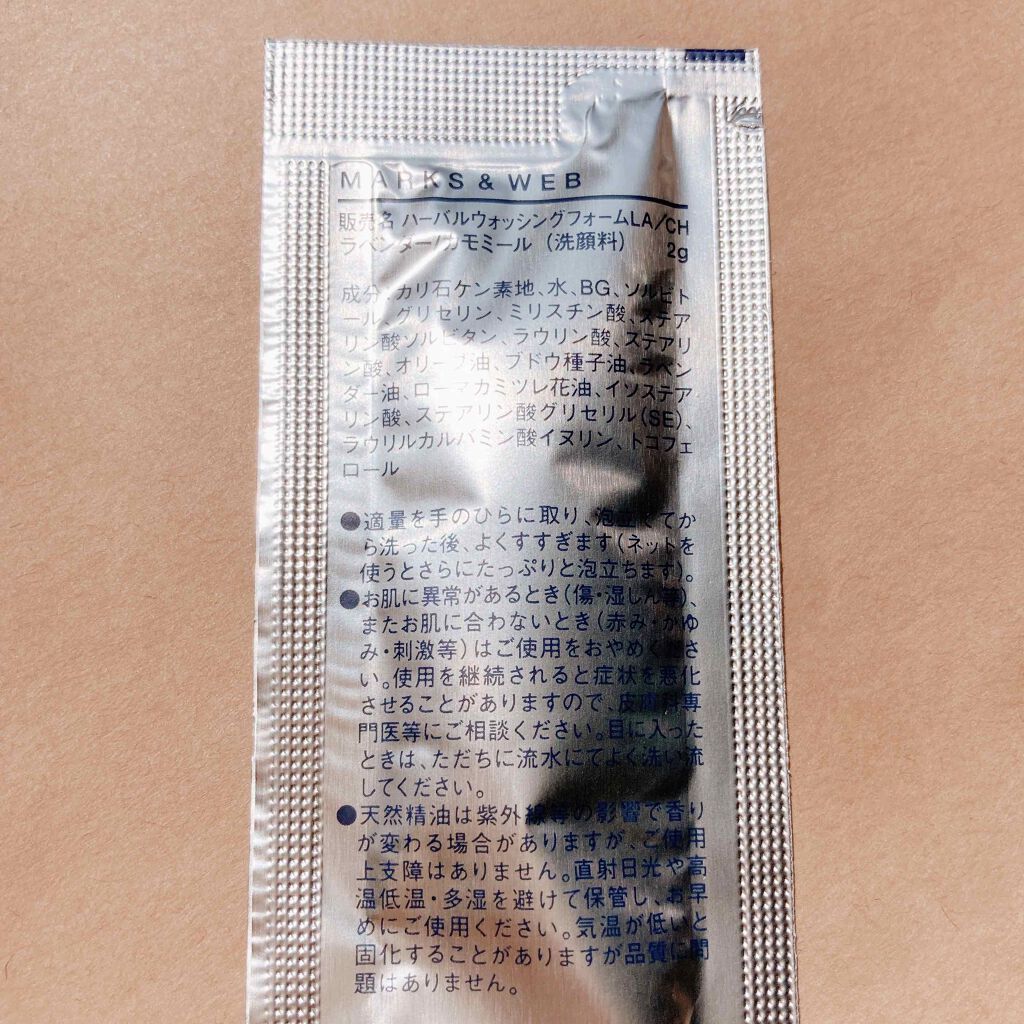 MARKS & WEB
販売名 ハーバルウォッシングフォームLA/CH
ラベンダー/カモミール（洗顔料） 2g
成分：カリ石ケン素地、水、BG、ソルビト
ール、グリセリン、ミリスチン酸、ステア
リン酸ソルビタン、ラウリン酸、ステアリ
ン酸、オリーブ油、ブドウ種子油、ラベン
ダー油、ローマカミツレ花油、イソステア
リン酸、ステアリン酸グリセリル(SE)、
ラウリルカルバミン酸イヌリン、トコフェ
ロール
●適量を手のひらに取り、泡立ててか
ら洗った後、よくすすぎます(ネットを
使うとさらにたっぷりと泡立ちます)。
●お肌に異常があるとき(傷・湿しん等)、
またお肌に合わないとき(赤み・かゆ
み・刺激等)はご使用をおやめくださ
い。使用を継続されると症状を悪化
させることがありますので、皮膚科専
門医等にご相談ください。目に入った
ときは、ただちに流水にてよく洗い流
してください。
●天然精油は紫外線等の影響で香り
が変わる場合がありますが、ご使用
上支障はありません。直射日光や高
温低温・多湿を避けて保管し、お早
めにご使用ください。気温が低いと
固化することがありますが品質に問
題はありません。